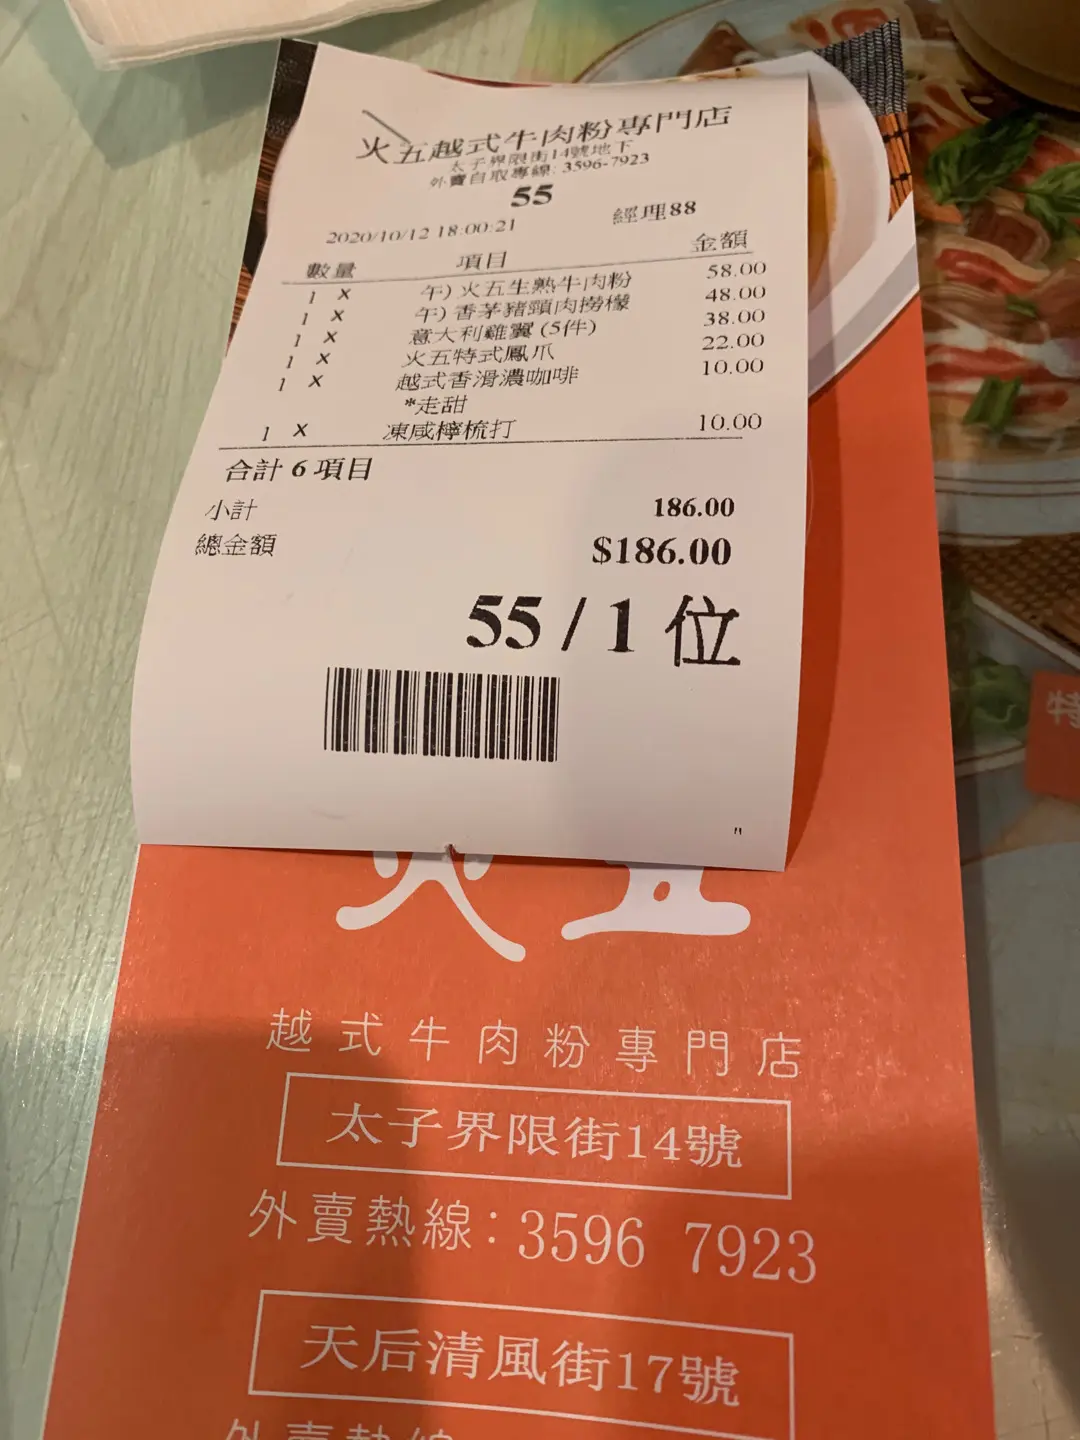 火五越式牛肉粉專門店
太子界限街14號地下
外賣自取專線: 3596-7923
55
2020/10/12 18:00:21 經理88
數量 項目 金額
1 x 午) 火五生熟牛肉粉 58.00
1 x 午) 香茅豬頸肉撈檬 48.00
1 x 意大利雞翼 (5件) 38.00
1 x 火五特式鳳爪 22.00
1 x 越式香滑濃咖啡 10.00
*走甜
1 x 凍咸檸梳打 10.00
合計 6 項目
小計 186.00
總金額 $186.00
55 / 1 位
火五
越式牛肉粉專門店
太子界限街14號
外賣熱線: 3596 7923
天后清風街17號
外賣熱線